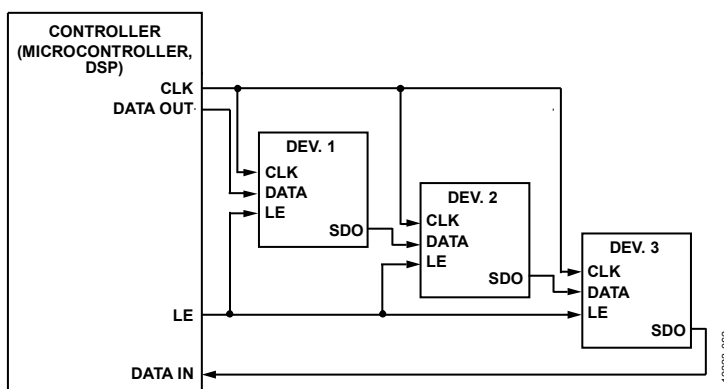 CONTROLLER
(MICROCONTROLLER,
DSP)
CLK
DATA OUT
DEV. 1
CLK
DATA
LE
SDO
DEV. 2
CLK
DATA
LE
SDO
DEV. 3
CLK
DATA
LE
SDO
LE
DATA IN